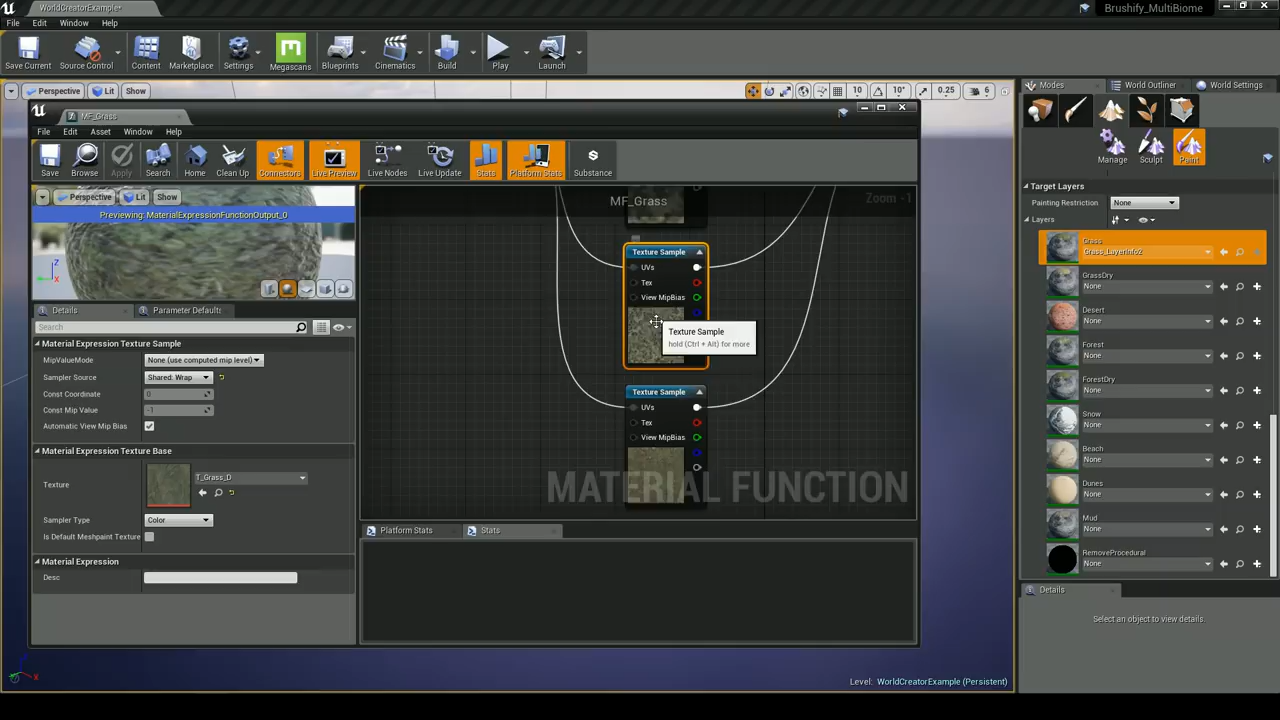 WorldCreatorExample*
Brushify_MultiBiome
File Edit Window Help
Save Current Source Control Content Marketplace Settings Megascans Blueprints Cinematics Build Play Launch
Perspective Lit Show
10 10° 0.25 6
MF_Grass
File Edit Asset Window Help
Save Browse Apply Search Home Clean Up Connectors Live Preview Live Nodes Live Update Stats Platform Stats Substance
Perspective Lit Show
Previewing: MaterialExpressionFunctionOutput_0
Z
X
Details Parameter Defaults
Search
Material Expression Texture Sample
MipValueMode None (use computed mip level)
Sampler Source Shared: Wrap
Const Coordinate 0
Const Mip Value -1
Automatic View Mip Bias
Material Expression Texture Base
Texture T_Grass_D
Sampler Type Color
Is Default Meshpaint Texture
Material Expression
Desc
MF_Grass
Zoom -1
Texture Sample
UVs
Tex
View MipBias
Texture Sample
hold (Ctrl + Alt) for more
Texture Sample
UVs
Tex
View MipBias
MATERIAL FUNCTION
Platform Stats Stats
Level: WorldCreatorExample (Persistent)
Modes World Outliner World Settings
Manage Sculpt Paint
Target Layers
Painting Restriction None
Layers
Grass
Grass_LayerInfo2
GrassDry
None
Desert
None
Forest
None
ForestDry
None
Snow
None
Beach
None
Dunes
None
Mud
None
RemoveProcedural
None
Details
Select an object to view details.